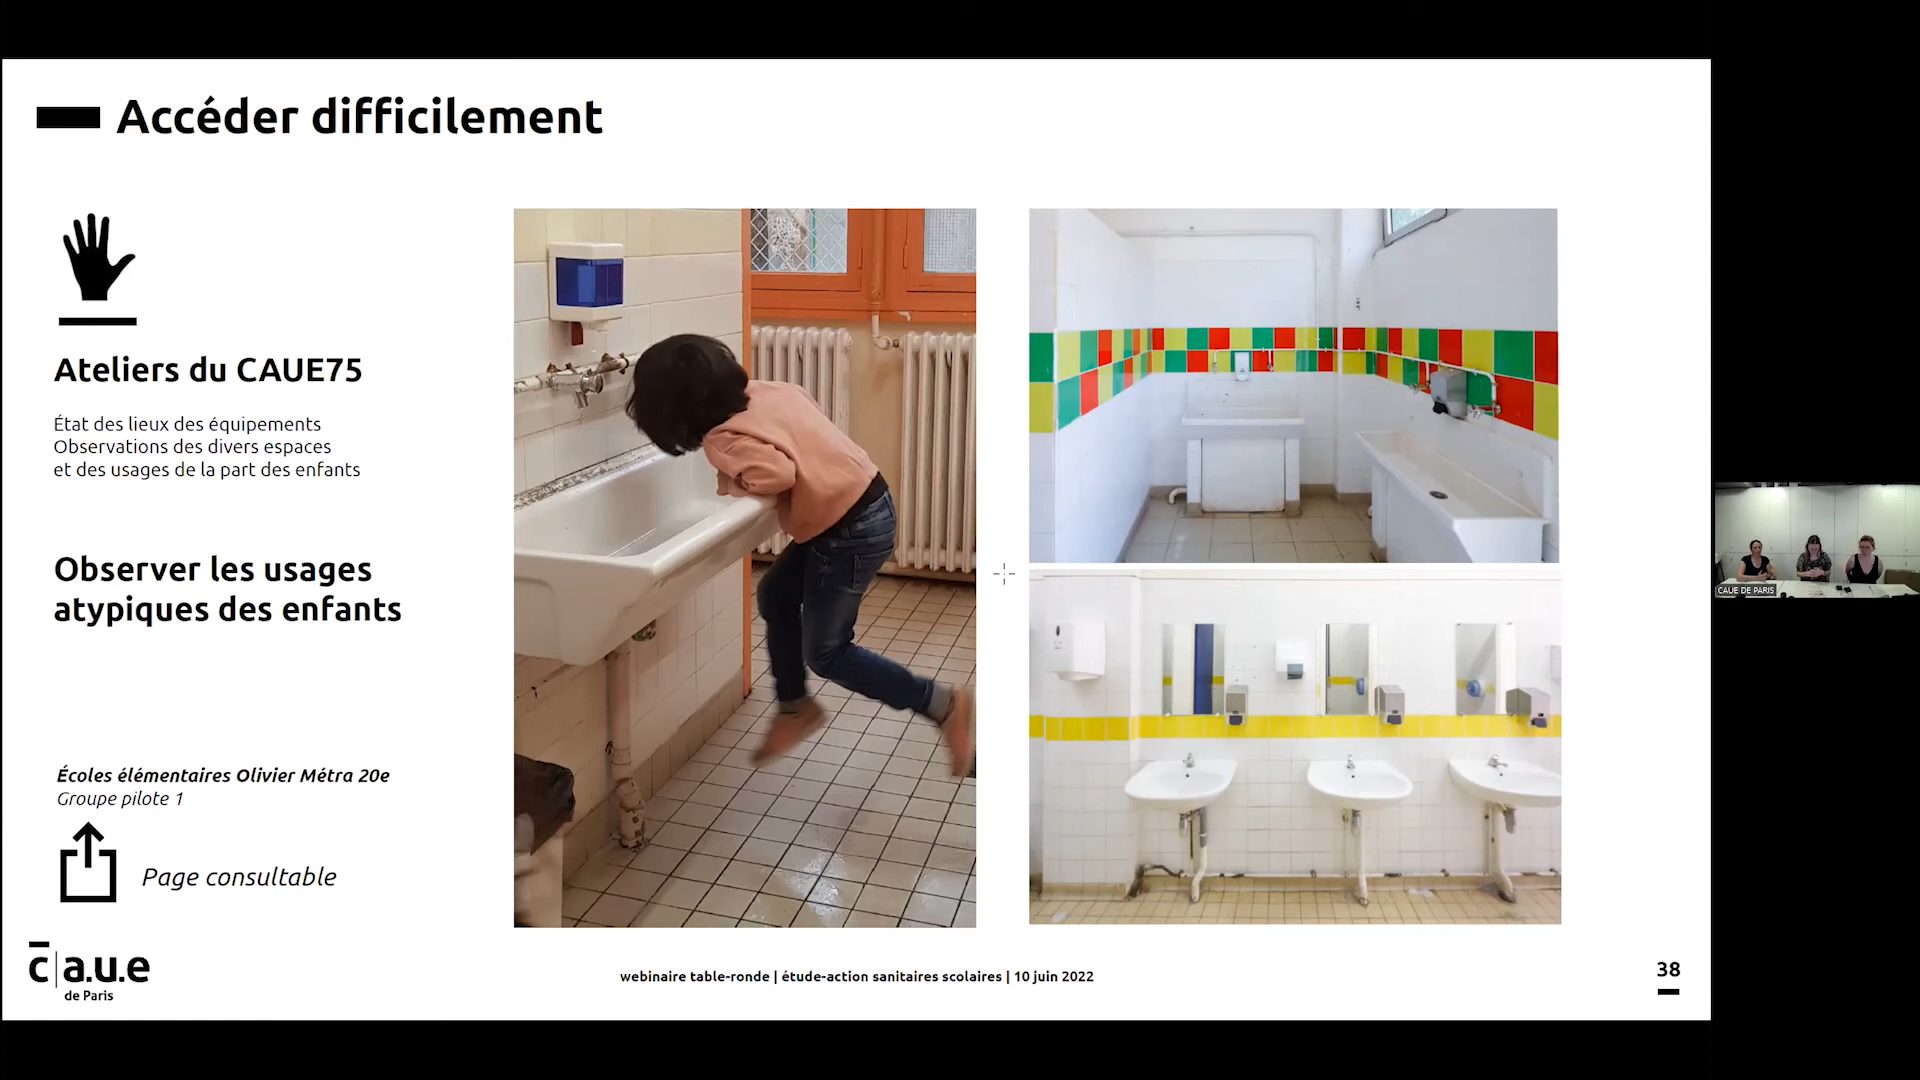 Accéder difficilement
Ateliers du CAUE75
État des lieux des équipements
Observations des divers espaces
et des usages de la part des enfants
Observer les usages
atypiques des enfants
Écoles élémentaires Olivier Métra 20e
Groupe pilote 1
Page consultable
c|a.u.e
de Paris
webinaire table-ronde | étude-action sanitaires scolaires | 10 juin 2022
38
CAUE DE PARIS